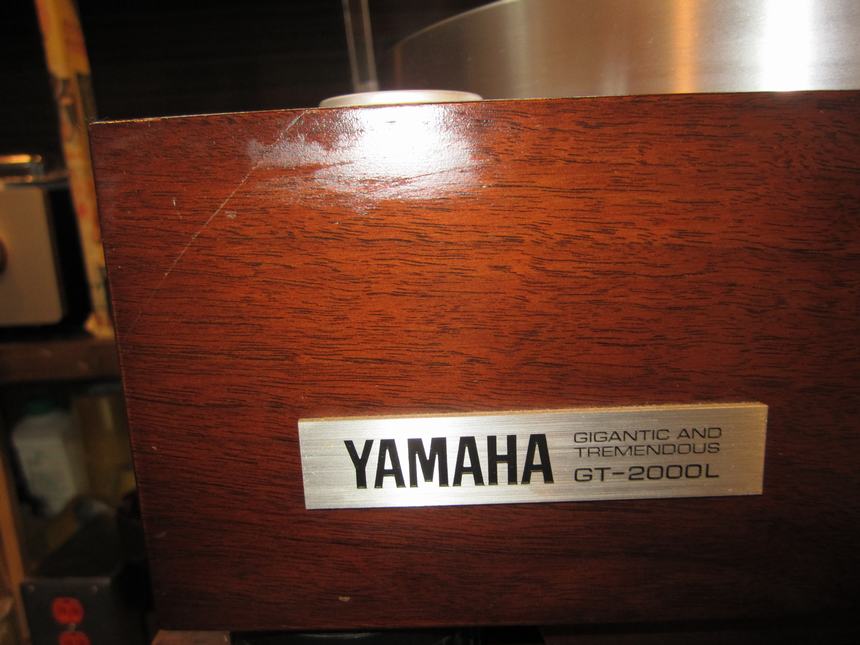 YAMAHA
GIGANTIC AND
TREMENDOUS
GT-2000L